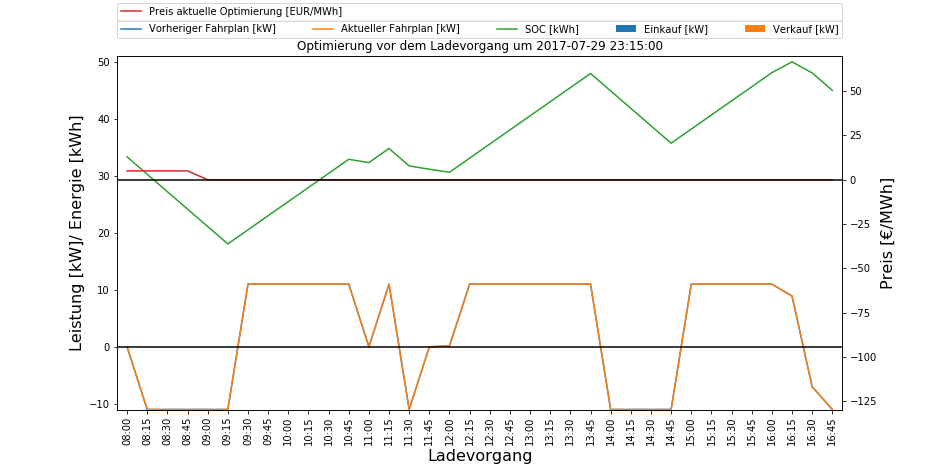 Preis aktuelle Optimierung [EUR/MWh]
Vorheriger Fahrplan [kW] Aktueller Fahrplan [kW] SOC [kWh] Einkauf [kW] Verkauf [kW]
Optimierung vor dem Ladevorgang um 2017-07-29 23:15:00
Leistung [kW]/ Energie [kWh]
50
40
30
20
10
0
−10
50
25
0
−25
−50
−75
−100
−125
Preis [€/MWh]
08:00 08:15 08:30 08:45 09:00 09:15 09:30 09:45 10:00 10:15 10:30 10:45 11:00 11:15 11:30 11:45 12:00 12:15 12:30 12:45 13:00 13:15 13:30 13:45 14:00 14:15 14:30 14:45 15:00 15:15 15:30 15:45 16:00 16:15 16:30 16:45
Ladevorgang